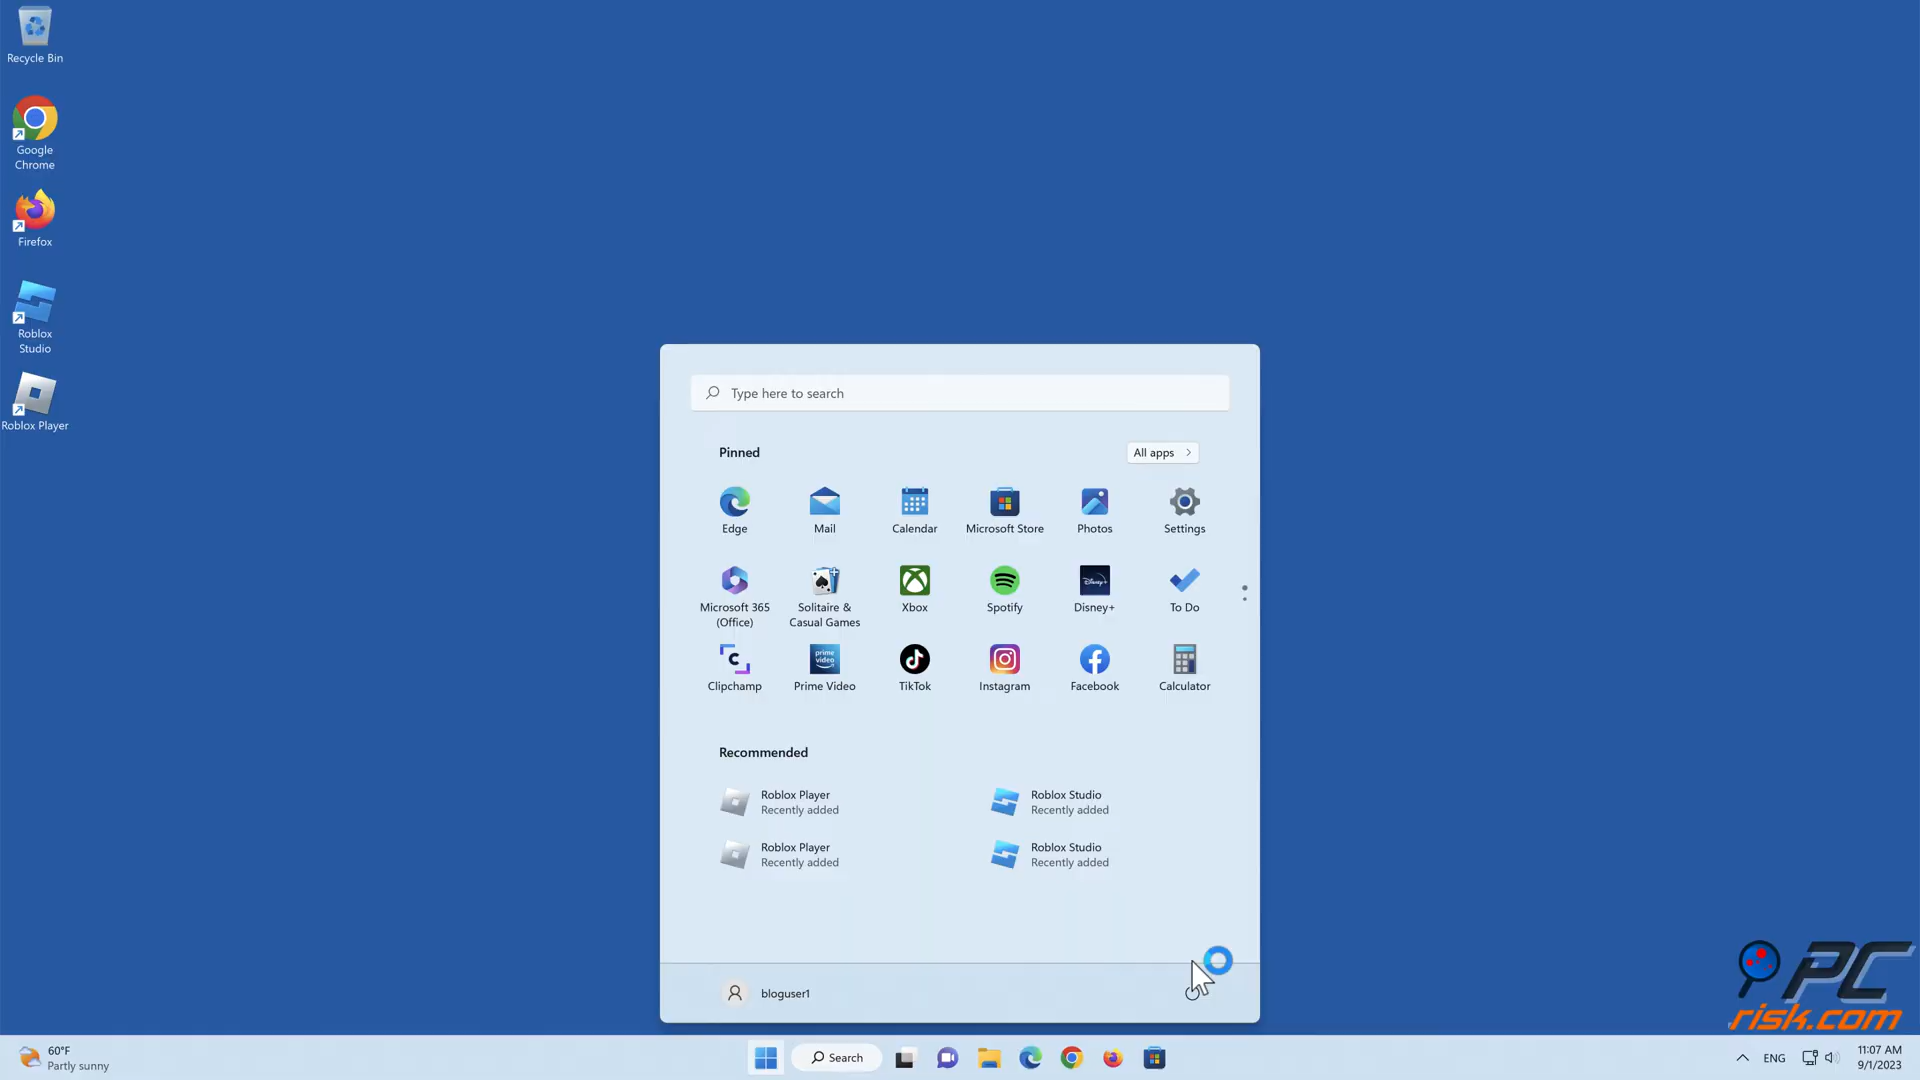 Recycle Bin
Google
Chrome
Firefox
Roblox
Studio
Roblox Player
Type here to search
Pinned
All apps
Edge
Mail
Calendar
Microsoft Store
Photos
Settings
Microsoft 365
(Office)
Solitaire &
Casual Games
Xbox
Spotify
Disney+
Disney+
To Do
Clipchamp
prime
video
Prime Video
TikTok
Instagram
Facebook
Calculator
Recommended
Roblox Player
Recently added
Roblox Studio
Recently added
Roblox Player
Recently added
Roblox Studio
Recently added
bloguser1
PC
risk.com
60°F
Partly sunny
Search
ENG
11:07 AM
9/1/2023